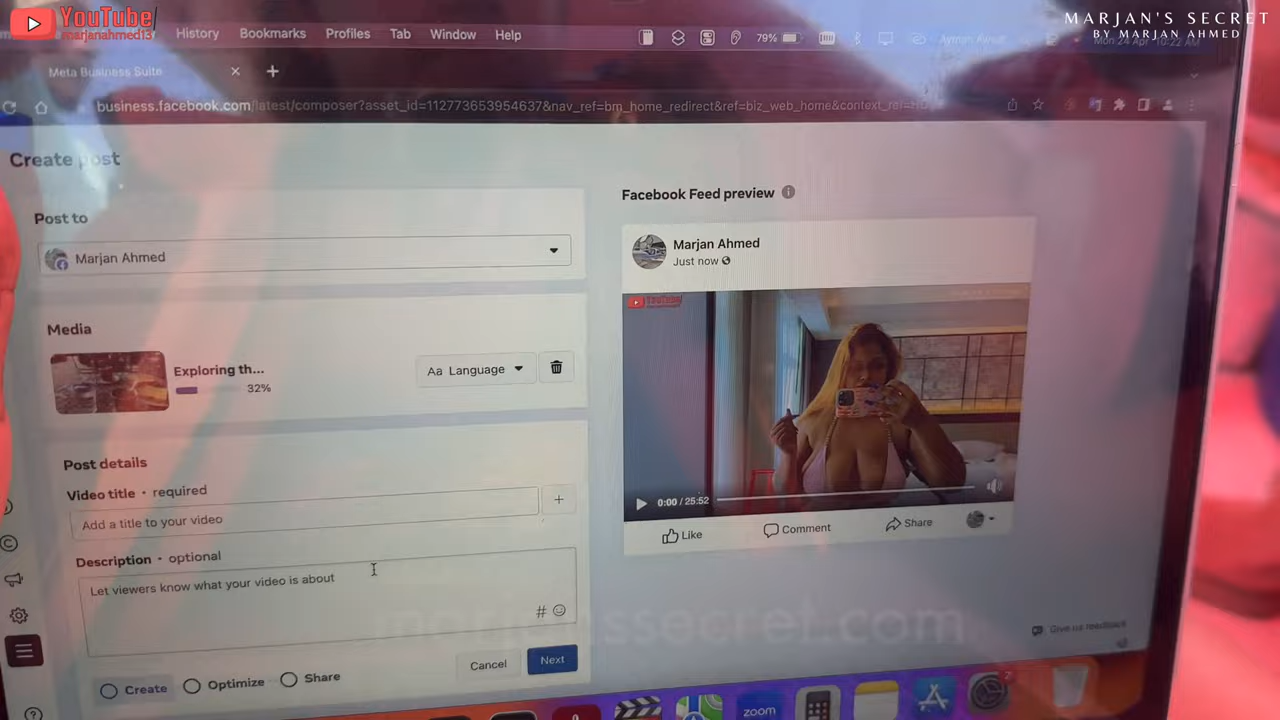 YouTube
marjanahmed13
MARJAN'S SECRET
BY MARJAN AHMED
History Bookmarks Profiles Tab Window Help
79%
Mon 24 Apr 10:22 AM
Meta Business Suite
business.facebook.com/latest/composer?asset_id=112773653954637&nav_ref=bm_home_redirect&ref=biz_web_home&context_ref=
Create post
Post to
Marjan Ahmed
Media
Exploring th...
32%
Aa Language
Post details
Video title • required
Add a title to your video
Description • optional
Let viewers know what your video is about
#
Cancel
Next
Create
Optimize
Share
Facebook Feed preview
Marjan Ahmed
Just now
YouTube
0:00 / 25:52
Like
Comment
Share
Give us feedback
zoom